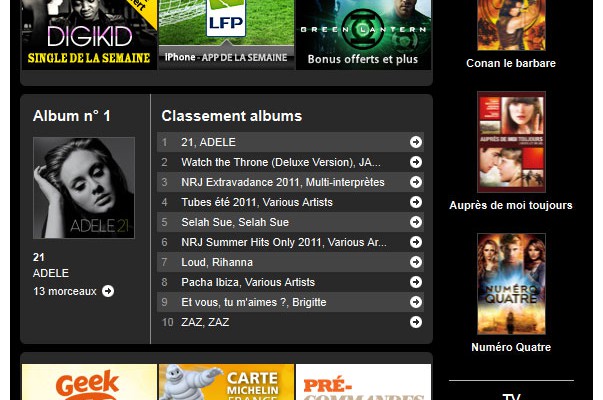 DIGIKID
SINGLE DE LA SEMAINE
LFP
iPhone - APP DE LA SEMAINE
GREEN LANTERN
Bonus offerts et plus
Conan le barbare
Album n° 1
ADELE 21
21
ADELE
13 morceaux
Classement albums
1 21, ADELE
2 Watch the Throne (Deluxe Version), JA...
3 NRJ Extravadance 2011, Multi-interprètes
4 Tubes été 2011, Various Artists
5 Selah Sue, Selah Sue
6 NRJ Summer Hits Only 2011, Various Ar...
7 Loud, Rihanna
8 Pacha Ibiza, Various Artists
9 Et vous, tu m'aimes ?, Brigitte
10 ZAZ, ZAZ
AUPRÈS DE MOI TOUJOURS
Auprès de moi toujours
NUMÉRO QUATRE
Numéro Quatre
Geek
CARTE
MICHELIN
FRANCE
PRÉ-
COMMANDES
TV